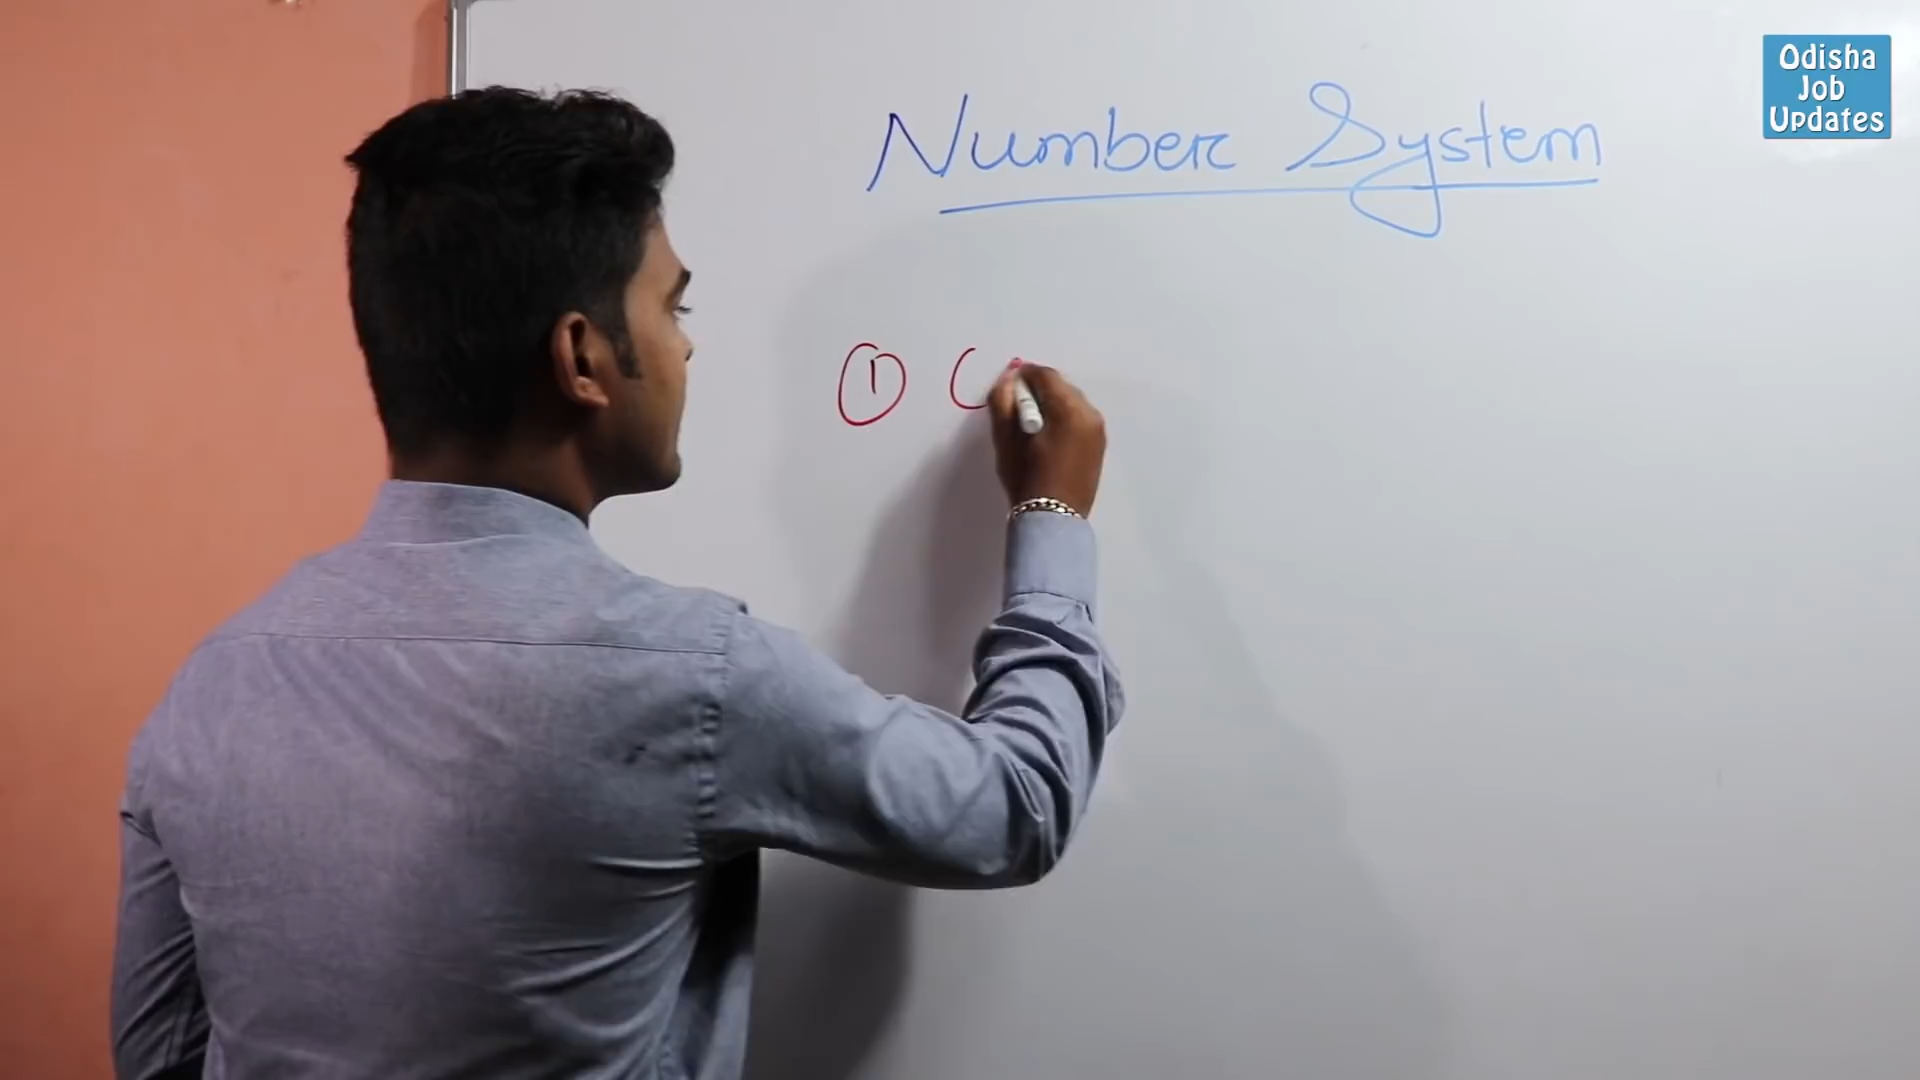 Number System
Odisha
Job
Updates
① C